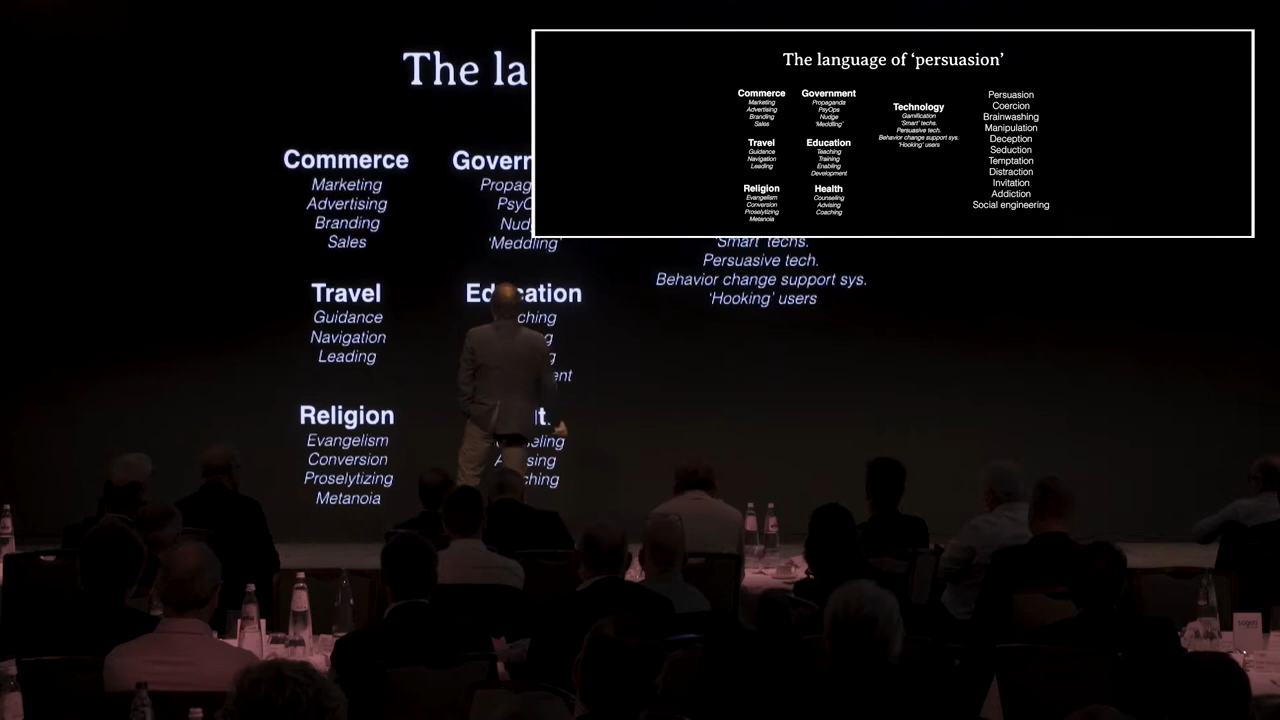 The la
Commerce
Marketing
Advertising
Branding
Sales
Travel
Guidance
Navigation
Leading
Religion
Evangelism
Conversion
Proselytizing
Metanoia
'Meddling'
'Smart' techs.
Persuasive tech.
Behavior change support sys.
'Hooking' users
The language of ‘persuasion’
Commerce
Marketing
Advertising
Branding
Sales
Travel
Guidance
Navigation
Leading
Religion
Evangelism
Conversion
Proselytizing
Metanoia
Government
Propaganda
PsyOps
Nudge
'Meddling'
Education
Teaching
Training
Enabling
Development
Health
Counseling
Advising
Coaching
Technology
Gamification
'Smart' techs.
Persuasive tech.
Behavior change support sys.
'Hooking' users
Persuasion
Coercion
Brainwashing
Manipulation
Deception
Seduction
Temptation
Distraction
Invitation
Addiction
Social engineering